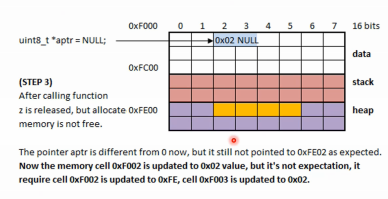 0xF000 0 1 2 3 4 5 6 7 16 bits
uint8_t *aptr = NULL; 0x02 NULL
data
0xFC00
(STEP 3) stack
After calling function
z is released, but allocate 0xFE00 heap
memory is not free.
The pointer aptr is different from 0 now, but it still not pointed to 0xFE02 as expected.
Now the memory cell 0xF002 is updated to 0x02 value, but it's not expectation, it
require cell 0xF002 is updated to 0xFE, cell 0xF003 is updated to 0x02.